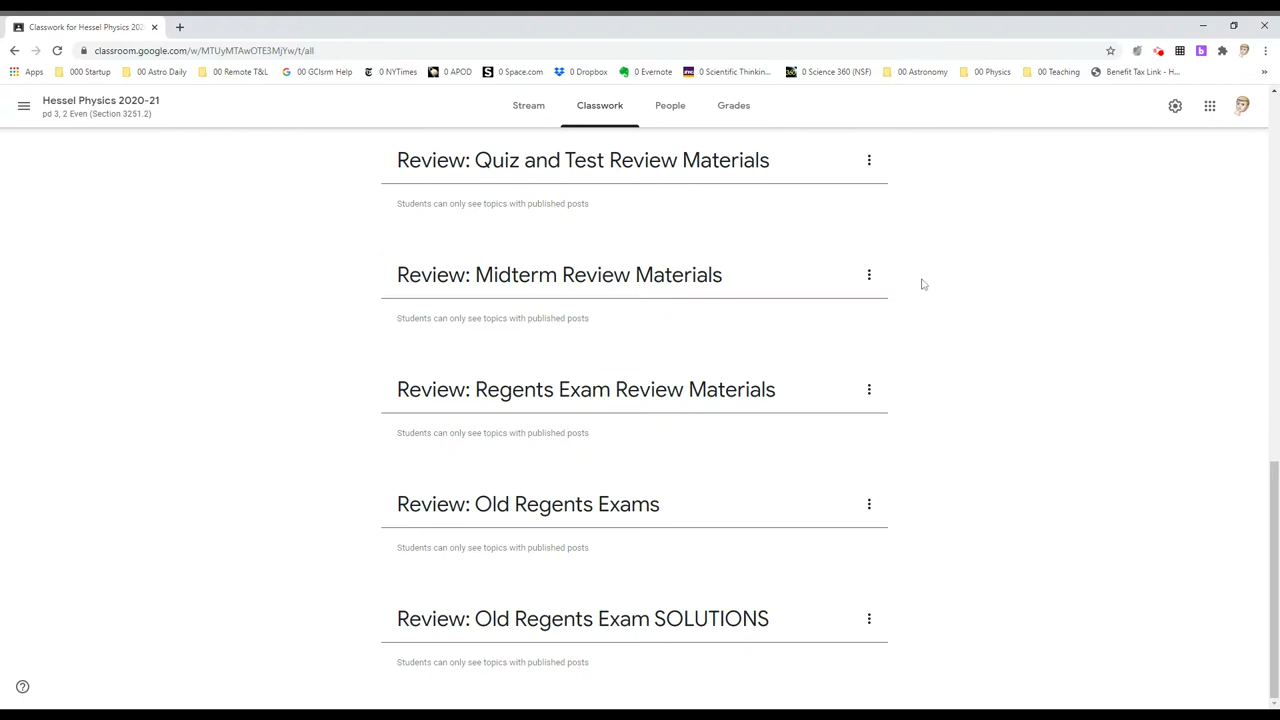 Classwork for Hessel Physics 202
classroom.google.com/w/MTUyMTAwOTE3MjYw/t/all
Apps 000 Startup 00 Astro Daily 00 Remote T&L 00 GClsrm Help 0 NYTimes 0 APOD 0 Space.com 0 Dropbox 0 Evernote 0 Scientific Thinkin... 0 Science 360 (NSF) 00 Astronomy 00 Physics 00 Teaching Benefit Tax Link - H...
Hessel Physics 2020-21
pd 3, 2 Even (Section 3251.2)
Stream Classwork People Grades
Review: Quiz and Test Review Materials
Students can only see topics with published posts
Review: Midterm Review Materials
Students can only see topics with published posts
Review: Regents Exam Review Materials
Students can only see topics with published posts
Review: Old Regents Exams
Students can only see topics with published posts
Review: Old Regents Exam SOLUTIONS
Students can only see topics with published posts